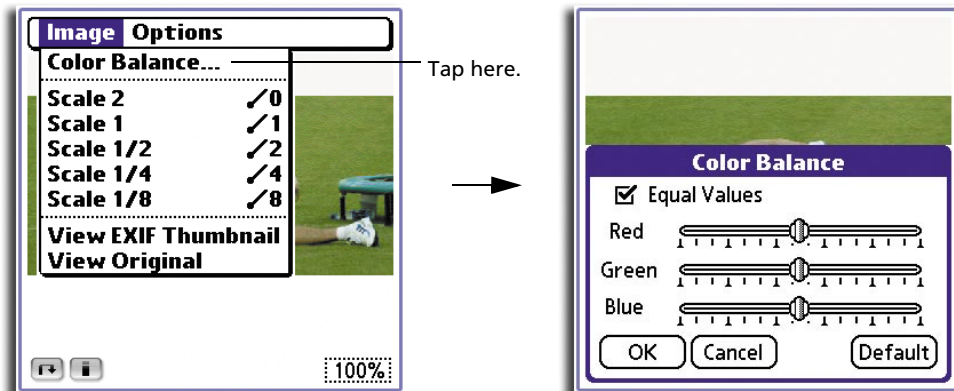 Image Options
Color Balance...
Tap here.
Scale 2 /0
Scale 1 /1
Scale 1/2 /2
Scale 1/4 /4
Scale 1/8 /8
View EXIF Thumbnail
View Original
100%
Color Balance
Equal Values
Red
Green
Blue
OK Cancel Default